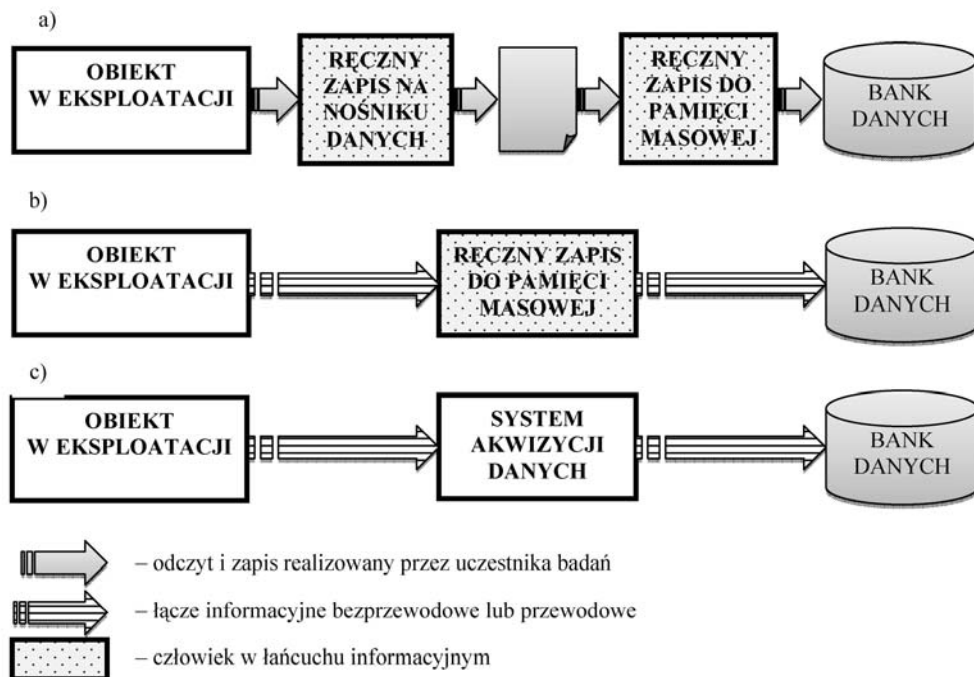 a)
OBIEKT
W EKSPLOATACJI
RĘCZNY
ZAPIS NA
NOŚNIKU
DANYCH
RĘCZNY
ZAPIS DO
PAMIĘCI
MASOWEJ
BANK
DANYCH
b)
OBIEKT
W EKSPLOATACJI
RĘCZNY ZAPIS
DO PAMIĘCI
MASOWEJ
BANK
DANYCH
c)
OBIEKT
W EKSPLOATACJI
SYSTEM
AKWIZYCJI
DANYCH
BANK
DANYCH
– odczyt i zapis realizowany przez uczestnika badań
– łącze informacyjne bezprzewodowe lub przewodowe
– człowiek w łańcuchu informacyjnym